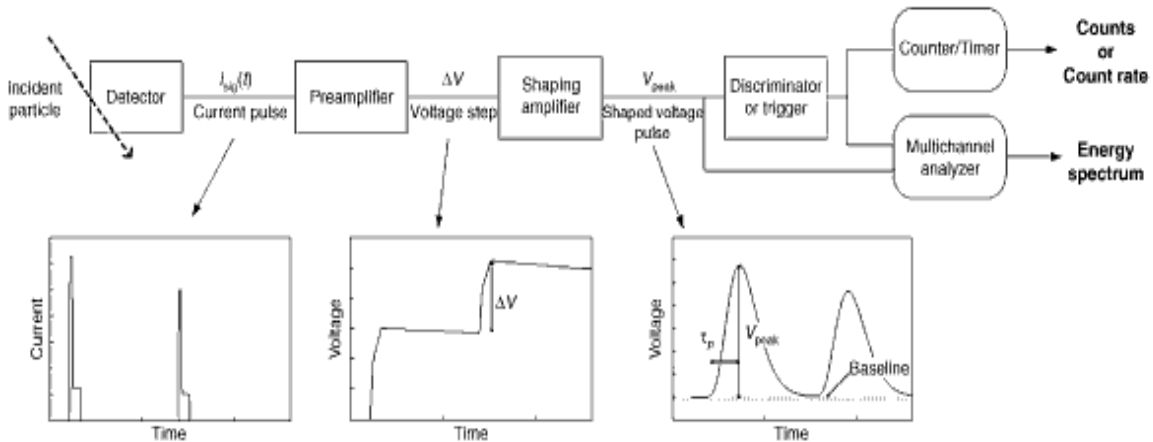 Incident
particle
Detector
i_sig(t)
Current pulse
Preamplifier
ΔV
Voltage step
Shaping
amplifier
V_peak
Shaped voltage
pulse
Discriminator
or trigger
Counter/Timer
Counts
or
Count rate
Multichannel
analyzer
Energy
spectrum
Current
Time
Voltage
ΔV
Time
Voltage
τ_p
V_peak
Baseline
Time